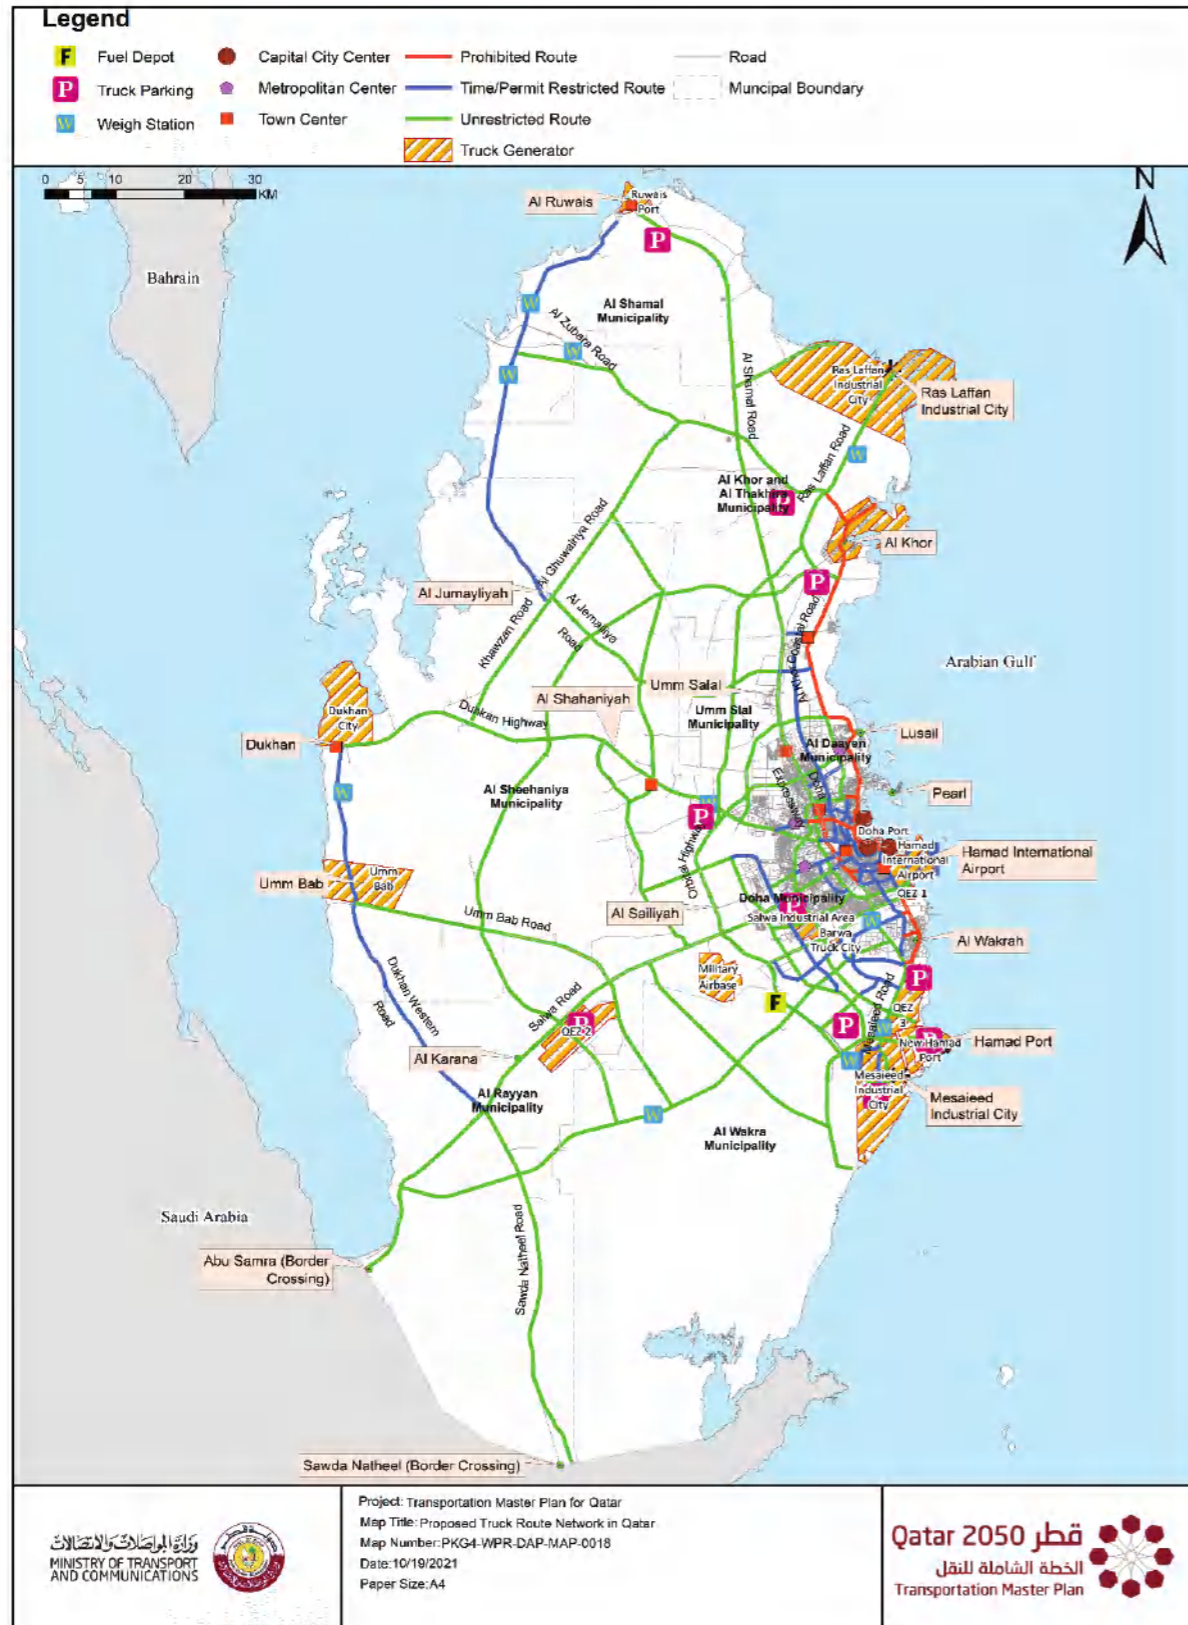 Legend
F Fuel Depot
Capital City Center
Prohibited Route
Road
P Truck Parking
Metropolitan Center
Time/Permit Restricted Route
Muncipal Boundary
W Weigh Station
Town Center
Unrestricted Route
Truck Generator
0 5 10 20 30
KM
N
Bahrain
Al Ruwais
Ruwais
Port
P
W
Al Shamal
Municipality
Al Zubara Road
W
W
Al Shamal Road
Ras Laffan
Industrial
City
Ras Laffan
Industrial City
Ras Laffan Road
W
Al Khor and
Al Thakhira
Municipality
P
Al Khor
Al Ghuwairiya Road
Al Jumayliyah
Al Jemailiya
Road
P
Khawzan Road
Al Khor Coastal Road
Arabian Gulf
Umm Salal
Al Shahaniyah
Umm Slal
Municipality
Dukhan
City
Dukhan Highway
Dukhan
Lusail
Al Daayen
Municipality
Al Sheehaniya
Municipality
Doha
Expressway
Pearl
W
W
P
Orbital Highway
Doha Port
Hamad
International
Airport
Hamad International
Airport
Umm Bab
Umm
Bab
QEZ 1
Doha Municipality
P
Al Sailiyah
Umm Bab Road
Salwa Industrial Area
W
Barwa
Truck City
Al Wakrah
Military
Airbase
Dukhan Western
Road
Salwa Road
P
F
Mesaieed Road
P
QEZ 2
P
QEZ
3
W
P
New Hamad
Port
Hamad Port
Al Karana
W
Mesaieed
Industrial
City
Mesaieed
Industrial City
Al Rayyan
Municipality
W
Al Wakra
Municipality
Saudi Arabia
Sawda Natheel Road
Abu Samra (Border
Crossing)
Sawda Natheel (Border Crossing)
وزارة المواصلات والاتصالات
MINISTRY OF TRANSPORT
AND COMMUNICATIONS
Project: Transportation Master Plan for Qatar
Map Title: Proposed Truck Route Network in Qatar
Map Number: PKG4-WPR-DAP-MAP-0018
Date: 10/19/2021
Paper Size: A4
Qatar 2050 قطر
الخطة الشاملة للنقل
Transportation Master Plan